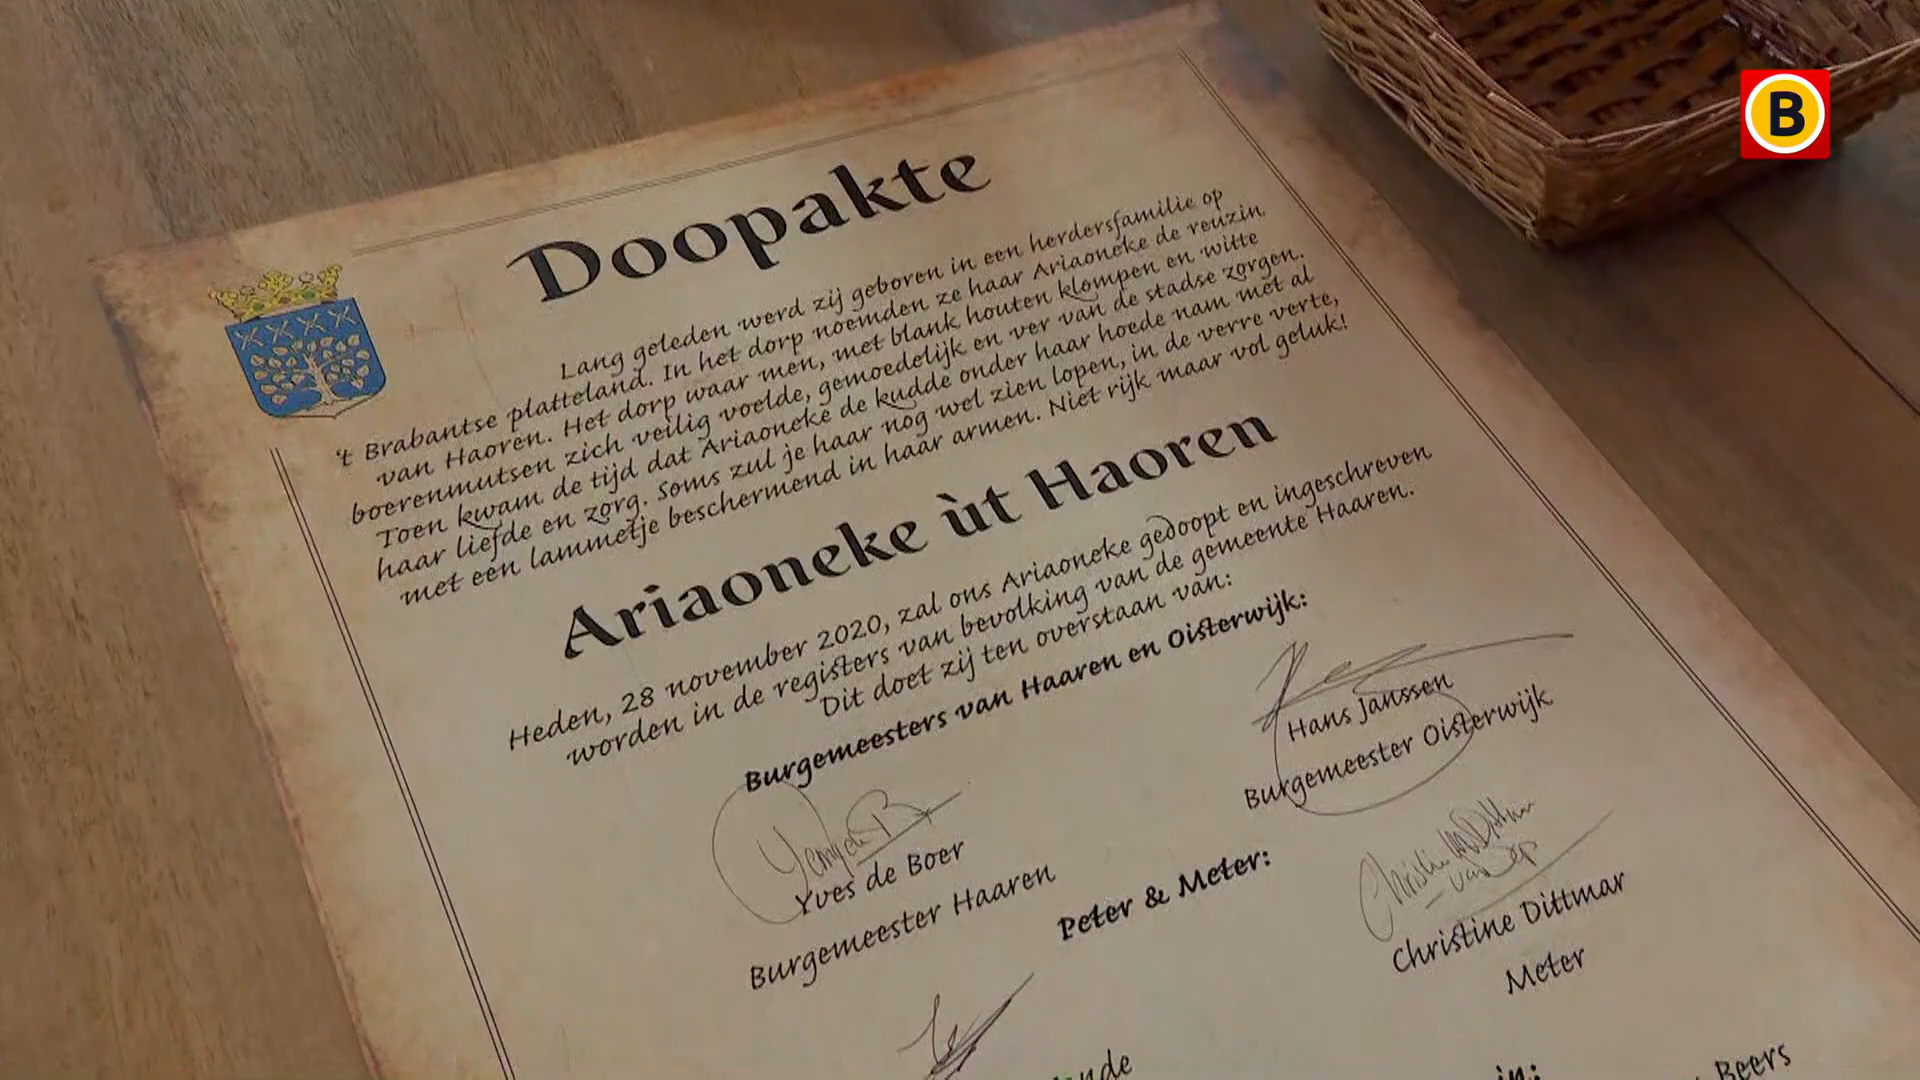 B
Doopakte
Lang geleden werd zij geboren in een herdersfamilie op
't Brabantse platteland. In het dorp noemden ze haar Ariaoneke de reuzin
van Haoren. Het dorp waar men, met blank houten klompen en witte
boerenmutsen zich veilig voelde, gemoedelijk en ver van de stadse zorgen.
Toen kwam de tijd dat Ariaoneke de kudde onder haar hoede nam met al
haar liefde en zorg. Soms zul je haar nog wel zien lopen, in de verre verte,
met een lammetje beschermend in haar armen. Niet rijk maar vol geluk!
Ariaoneke ùt Haoren
Heden, 28 november 2020, zal ons Ariaoneke gedoopt en ingeschreven
worden in de registers van bevolking van de gemeente Haaren.
Dit doet zij ten overstaan van:
Burgemeesters van Haaren en Oisterwijk:
Hans Janssen
Burgemeester Oisterwijk
Yves de Boer
Burgemeester Haaren
Peter & Meter:
Christine Dittmar
Meter
Beers